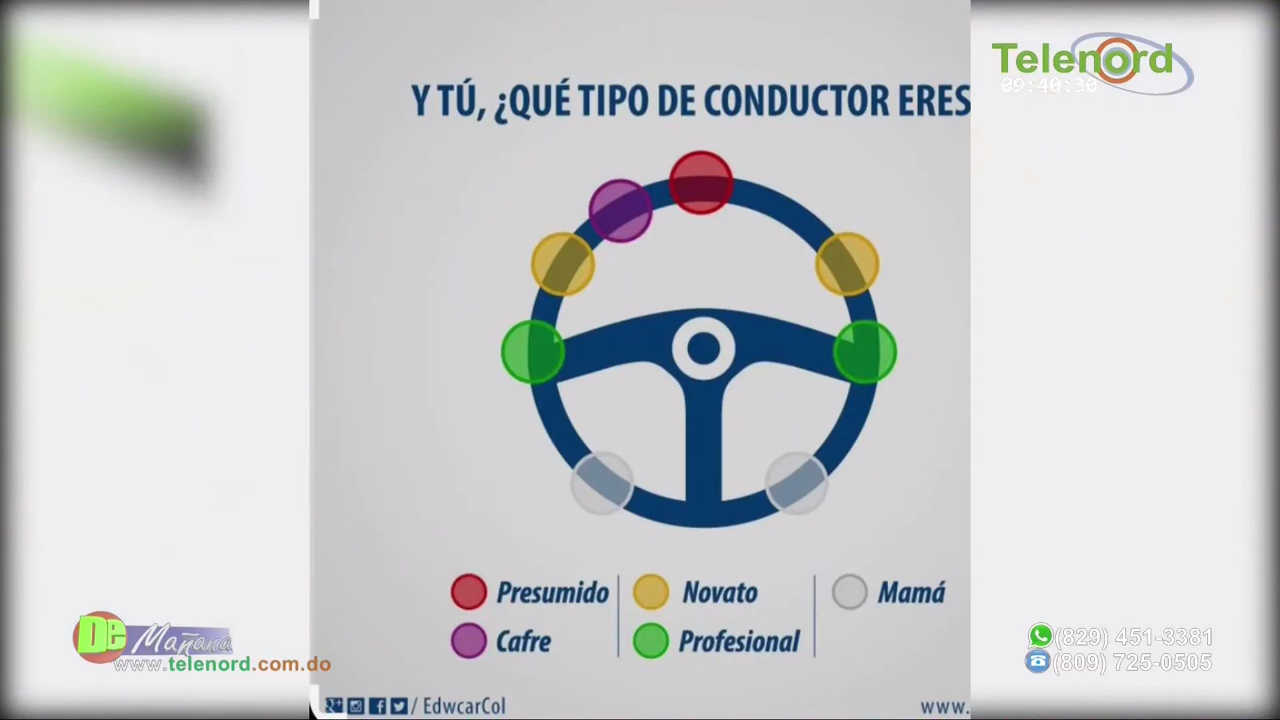 Telenord
09:40:30
Y TÚ, ¿QUÉ TIPO DE CONDUCTOR ERES
Presumido
Novato
Mamá
Cafre
Profesional
De Mañana
www.telenord.com.do
(829) 451-3381
(809) 725-0505
/ EdwcarCol
www.